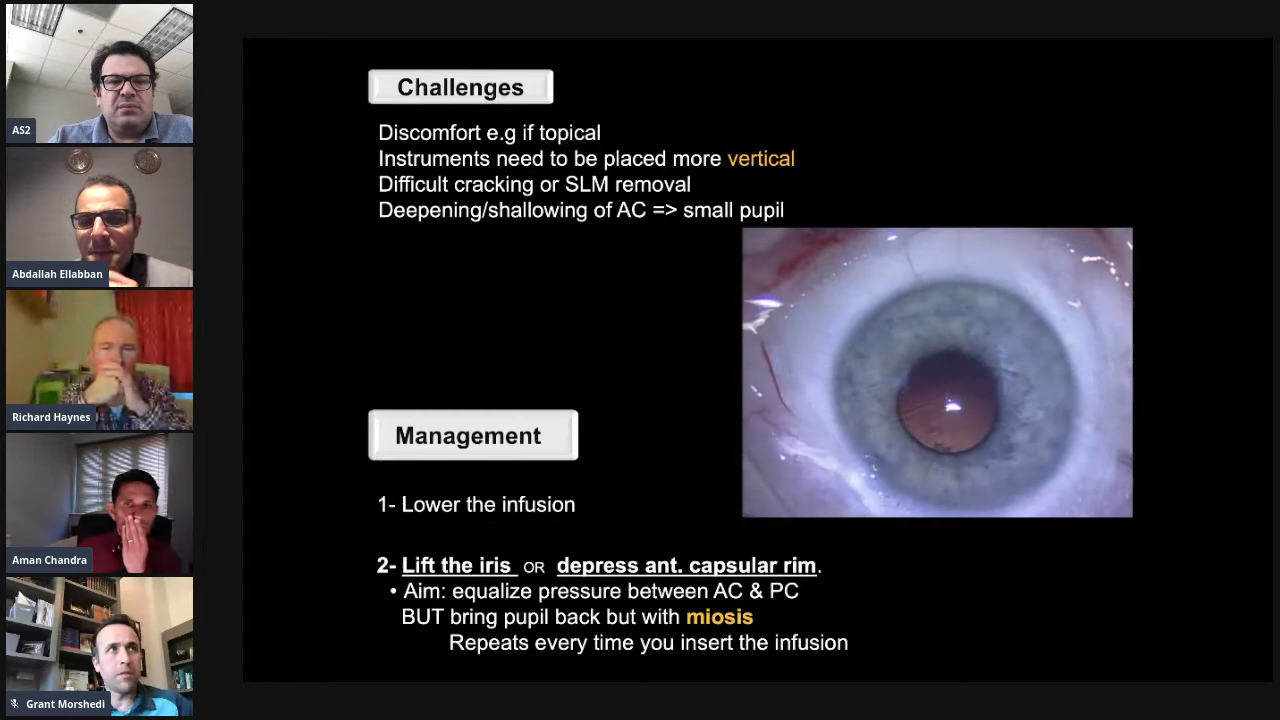 AS2
Abdallah Ellabban
Richard Haynes
Aman Chandra
Grant Morshedi
Challenges
Discomfort e.g if topical
Instruments need to be placed more vertical
Difficult cracking or SLM removal
Deepening/shallowing of AC => small pupil
Management
1- Lower the infusion
2- Lift the iris OR depress ant. capsular rim.
• Aim: equalize pressure between AC & PC
BUT bring pupil back but with miosis
Repeats every time you insert the infusion